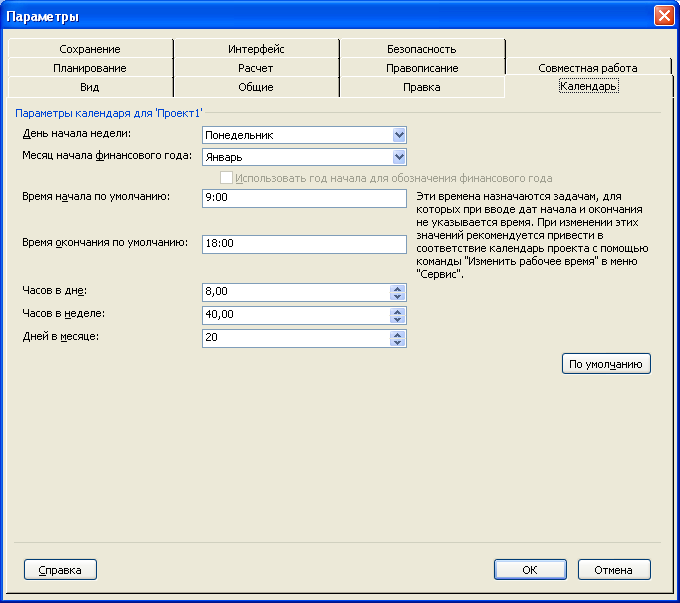 Параметры
Сохранение
Интерфейс
Безопасность
Планирование
Расчет
Правописание
Совместная работа
Вид
Общие
Правка
Календарь
Параметры календаря для 'Проект1'
День начала недели:
Понедельник
Месяц начала финансового года:
Январь
Использовать год начала для обозначения финансового года
Время начала по умолчанию:
9:00
Время окончания по умолчанию:
18:00
Эти времена назначаются задачам, для
которых при вводе дат начала и окончания
не указывается время. При изменении этих
значений рекомендуется привести в
соответствие календарь проекта с помощью
команды "Изменить рабочее время" в меню
"Сервис".
Часов в дне:
8,00
Часов в неделе:
40,00
Дней в месяце:
20
По умолчанию
Справка
ОК
Отмена